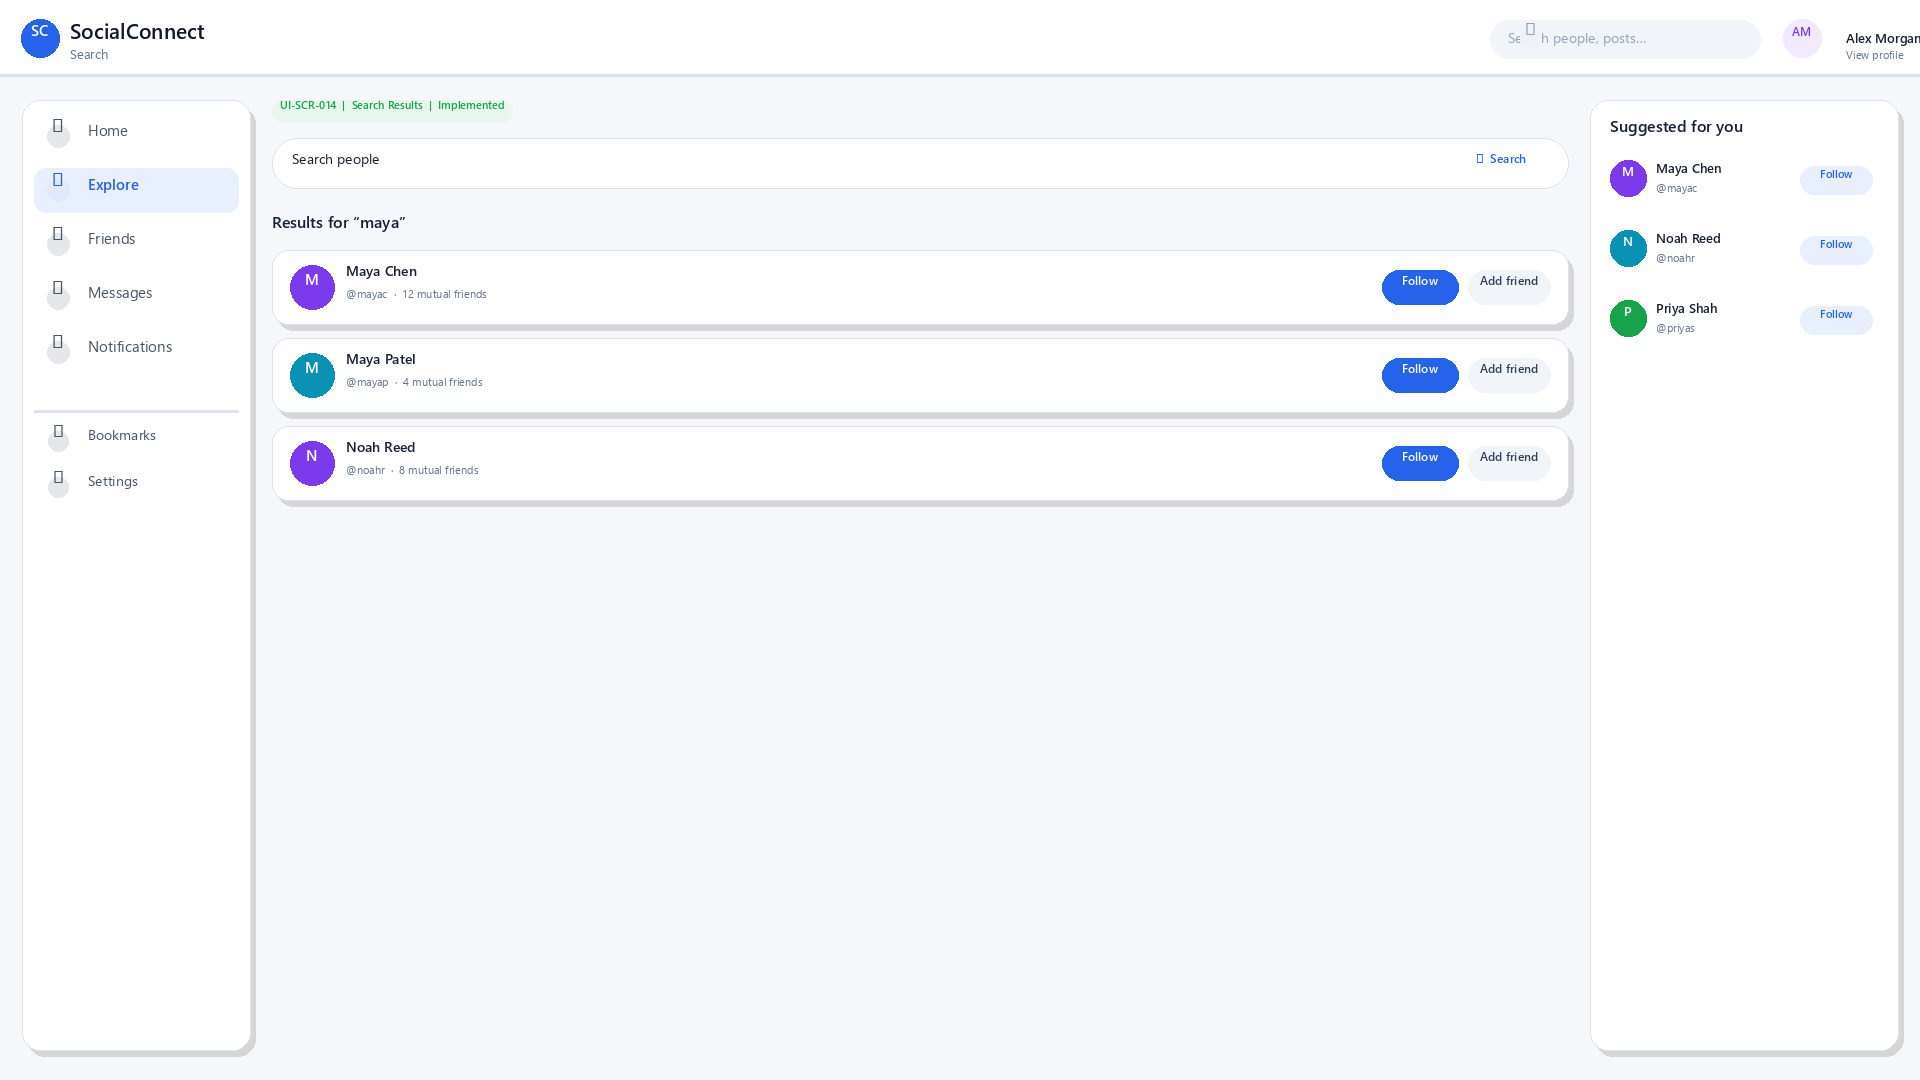 SC
SocialConnect
Search
Se h people, posts...
AM
Alex Morgan
View profile
Home
Explore
Friends
Messages
Notifications
Bookmarks
Settings
UI-SCR-014 | Search Results | Implemented
Search people
Search
Results for “maya”
M
Maya Chen
@mayac · 12 mutual friends
Follow
Add friend
M
Maya Patel
@mayap · 4 mutual friends
Follow
Add friend
N
Noah Reed
@noahr · 8 mutual friends
Follow
Add friend
Suggested for you
M
Maya Chen
@mayac
Follow
N
Noah Reed
@noahr
Follow
P
Priya Shah
@priyas
Follow